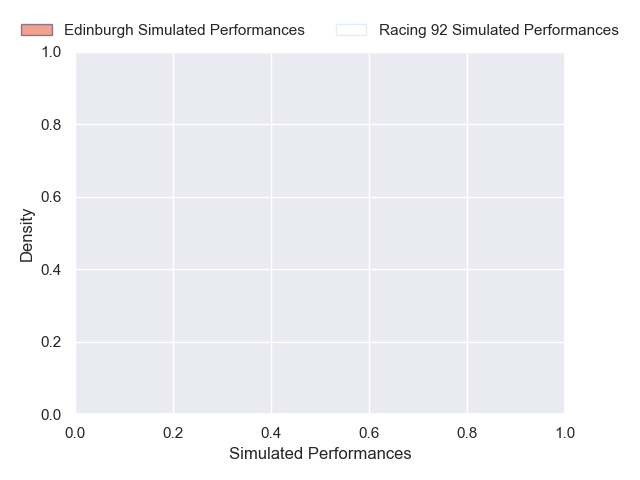 Edinburgh Simulated Performances Racing 92 Simulated Performances
1.0
0.8
0.6
0.4
0.2
0.0
Density
0.0 0.2 0.4 0.6 0.8 1.0
Simulated Performances